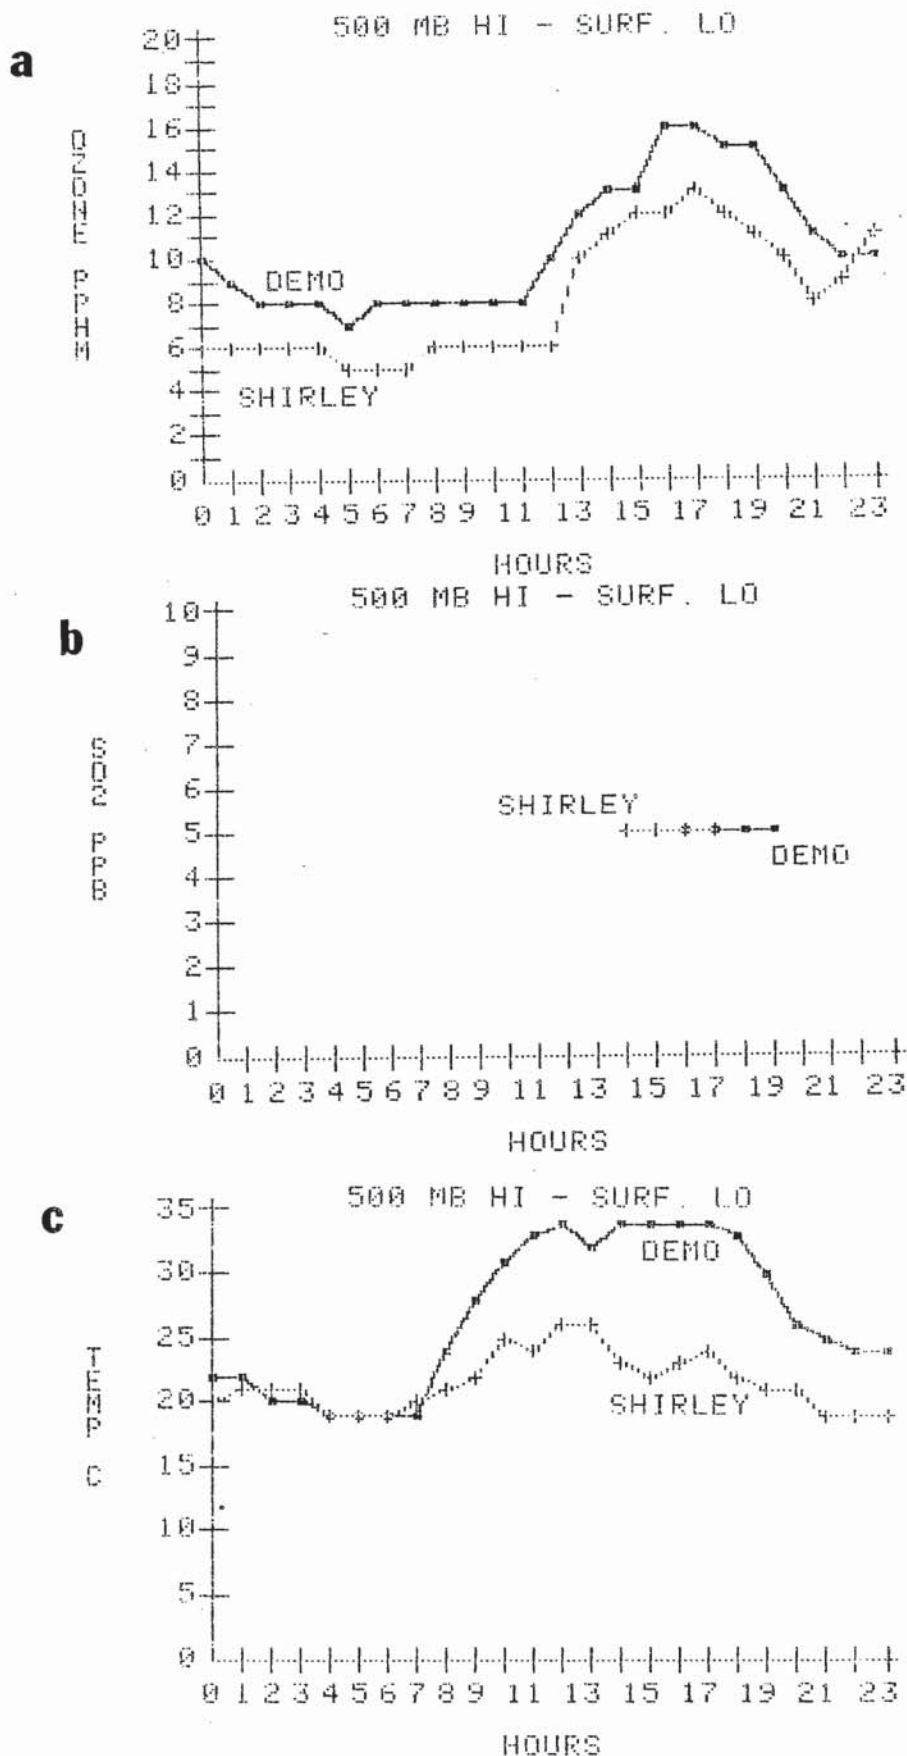 a
500 MB HI - SURF. LO
OZONE PPHM
20
18
16
14
12
10
8
6
4
2
0
DEMO
SHIRLEY
0 1 2 3 4 5 6 7 8 9 11 13 15 17 19 21 23
HOURS
b
500 MB HI - SURF. LO
SO2 PPB
10
9
8
7
6
5
4
3
2
1
0
SHIRLEY
DEMO
0 1 2 3 4 5 6 7 8 9 11 13 15 17 19 21 23
HOURS
c
500 MB HI - SURF. LO
TEMP C
35
30
25
20
15
10
5
0
DEMO
SHIRLEY
0 1 2 3 4 5 6 7 8 9 11 13 15 17 19 21 23
HOURS